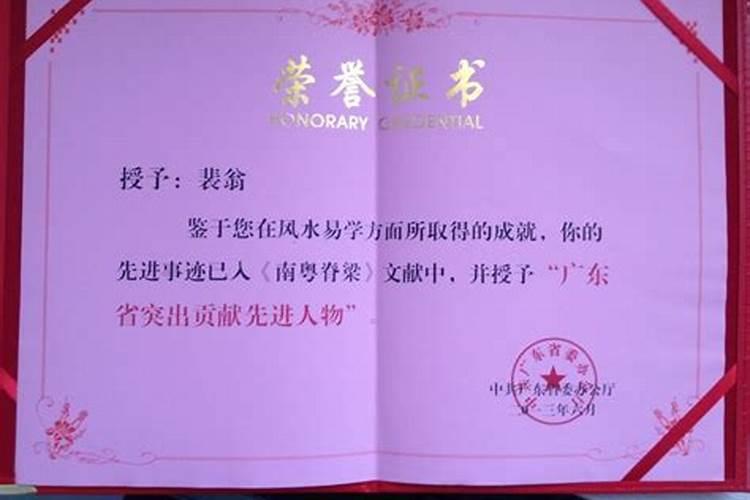 荣誉证书
HONORARY CREDENTIAL
授予：裴翁
鉴于您在风水易学方面所取得的成就，你的
先进事迹已入《南粤脊梁》文献中，并授予“广东
省突出贡献先进人物”。
中共广东省委办公厅
二〇一三年六月